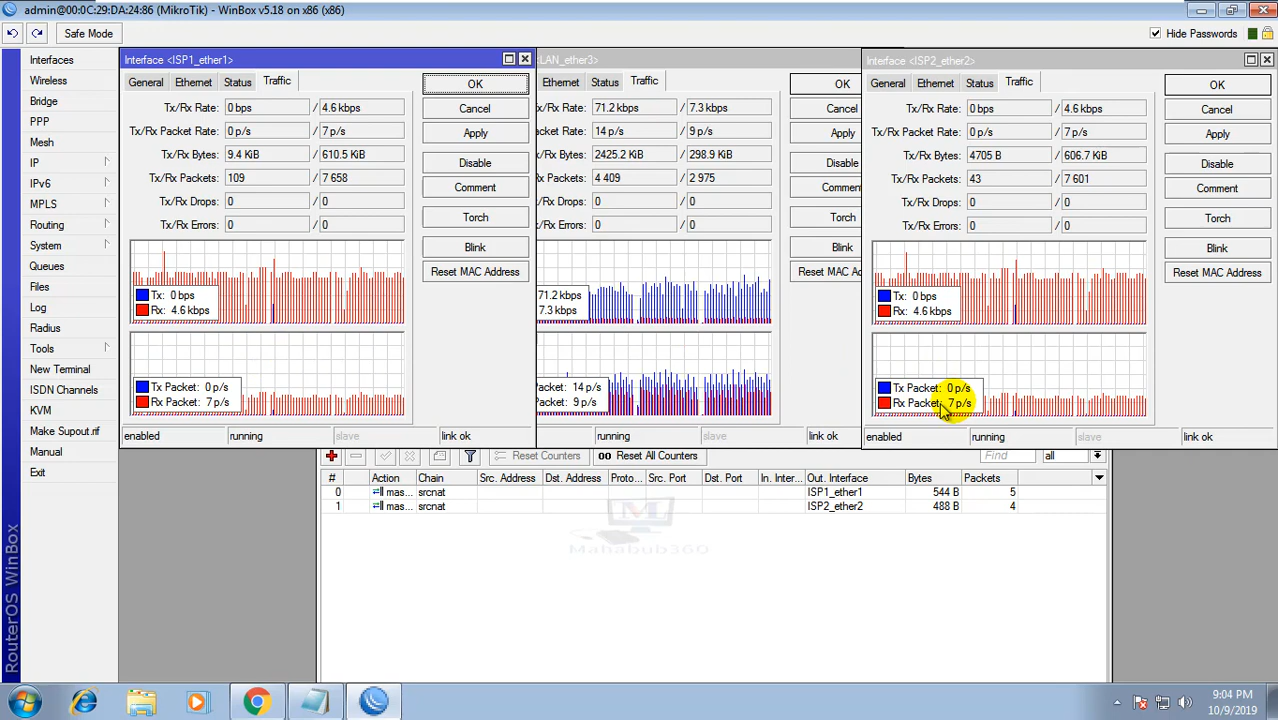 admin@00:0C:29:DA:24:86 (MikroTik) - WinBox v5.18 on x86 (x86)
Safe Mode
Hide Passwords
Interfaces
Wireless
Bridge
PPP
Mesh
IP
IPv6
MPLS
Routing
System
Queues
Files
Log
Radius
Tools
New Terminal
ISDN Channels
KVM
Make Supout.rif
Manual
Exit
RouterOS WinBox
Interface <ISP1_ether1>
General Ethernet Status Traffic
Tx/Rx Rate: 0 bps / 4.6 kbps
Tx/Rx Packet Rate: 0 p/s / 7 p/s
Tx/Rx Bytes: 9.4 KiB / 610.5 KiB
Tx/Rx Packets: 109 / 7 658
Tx/Rx Drops: 0 / 0
Tx/Rx Errors: 0 / 0
Tx: 0 bps
Rx: 4.6 kbps
Tx Packet: 0 p/s
Rx Packet: 7 p/s
enabled running slave link ok
OK
Cancel
Apply
Disable
Comment
Torch
Blink
Reset MAC Address
LAN_ether3>
Ethernet Status Traffic
Rate: 71.2 kbps / 7.3 kbps
acket Rate: 14 p/s / 9 p/s
x Bytes: 2425.2 KiB / 298.9 KiB
Packets: 4 409 / 2 975
x Drops: 0 / 0
x Errors: 0 / 0
71.2 kbps
7.3 kbps
acket: 14 p/s
acket: 9 p/s
running slave link ok
OK
Cance
Apply
Disable
Comme
Torch
Blink
Reset MAC A
Interface <ISP2_ether2>
General Ethernet Status Traffic
Tx/Rx Rate: 0 bps / 4.6 kbps
Tx/Rx Packet Rate: 0 p/s / 7 p/s
Tx/Rx Bytes: 4705 B / 606.7 KiB
Tx/Rx Packets: 43 / 7 601
Tx/Rx Drops: 0 / 0
Tx/Rx Errors: 0 / 0
Tx: 0 bps
Rx: 4.6 kbps
Tx Packet: 0 p/s
Rx Packet: 7 p/s
enabled running slave link ok
OK
Cancel
Apply
Disable
Comment
Torch
Blink
Reset MAC Address
Reset Counters 00 Reset All Counters Find all
# Action Chain Src. Address Dst. Address Proto... Src. Port Dst. Port In. Inter... Out. Interface Bytes Packets
0 mas... srcnat ISP1_ether1 544 B 5
1 mas... srcnat ISP2_ether2 488 B 4
Mahabub360
9:04 PM
10/9/2019